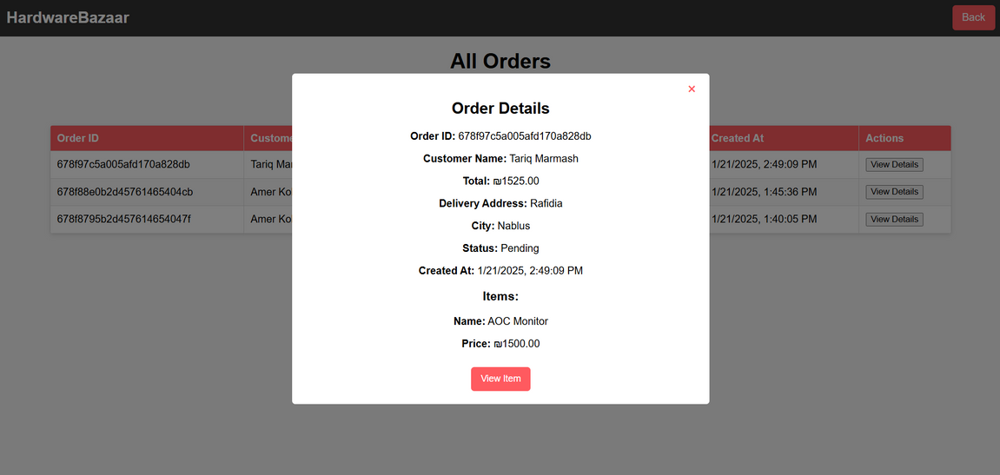 HardwareBazaar
Back
All Orders
Order ID
Created At
Actions
678f97c5a005afd170a828db
Tariq
1/21/2025, 2:49:09 PM
View Details
678f88e0b2d45761465404cb
Amer
1/21/2025, 1:45:36 PM
View Details
678f8795b2d457614654047f
Amer
1/21/2025, 1:40:05 PM
View Details
×
Order Details
Order ID: 678f97c5a005afd170a828db
Customer Name: Tariq Marmash
Total: ₪1525.00
Delivery Address: Rafidia
City: Nablus
Status: Pending
Created At: 1/21/2025, 2:49:09 PM
Items:
Name: AOC Monitor
Price: ₪1500.00
View Item